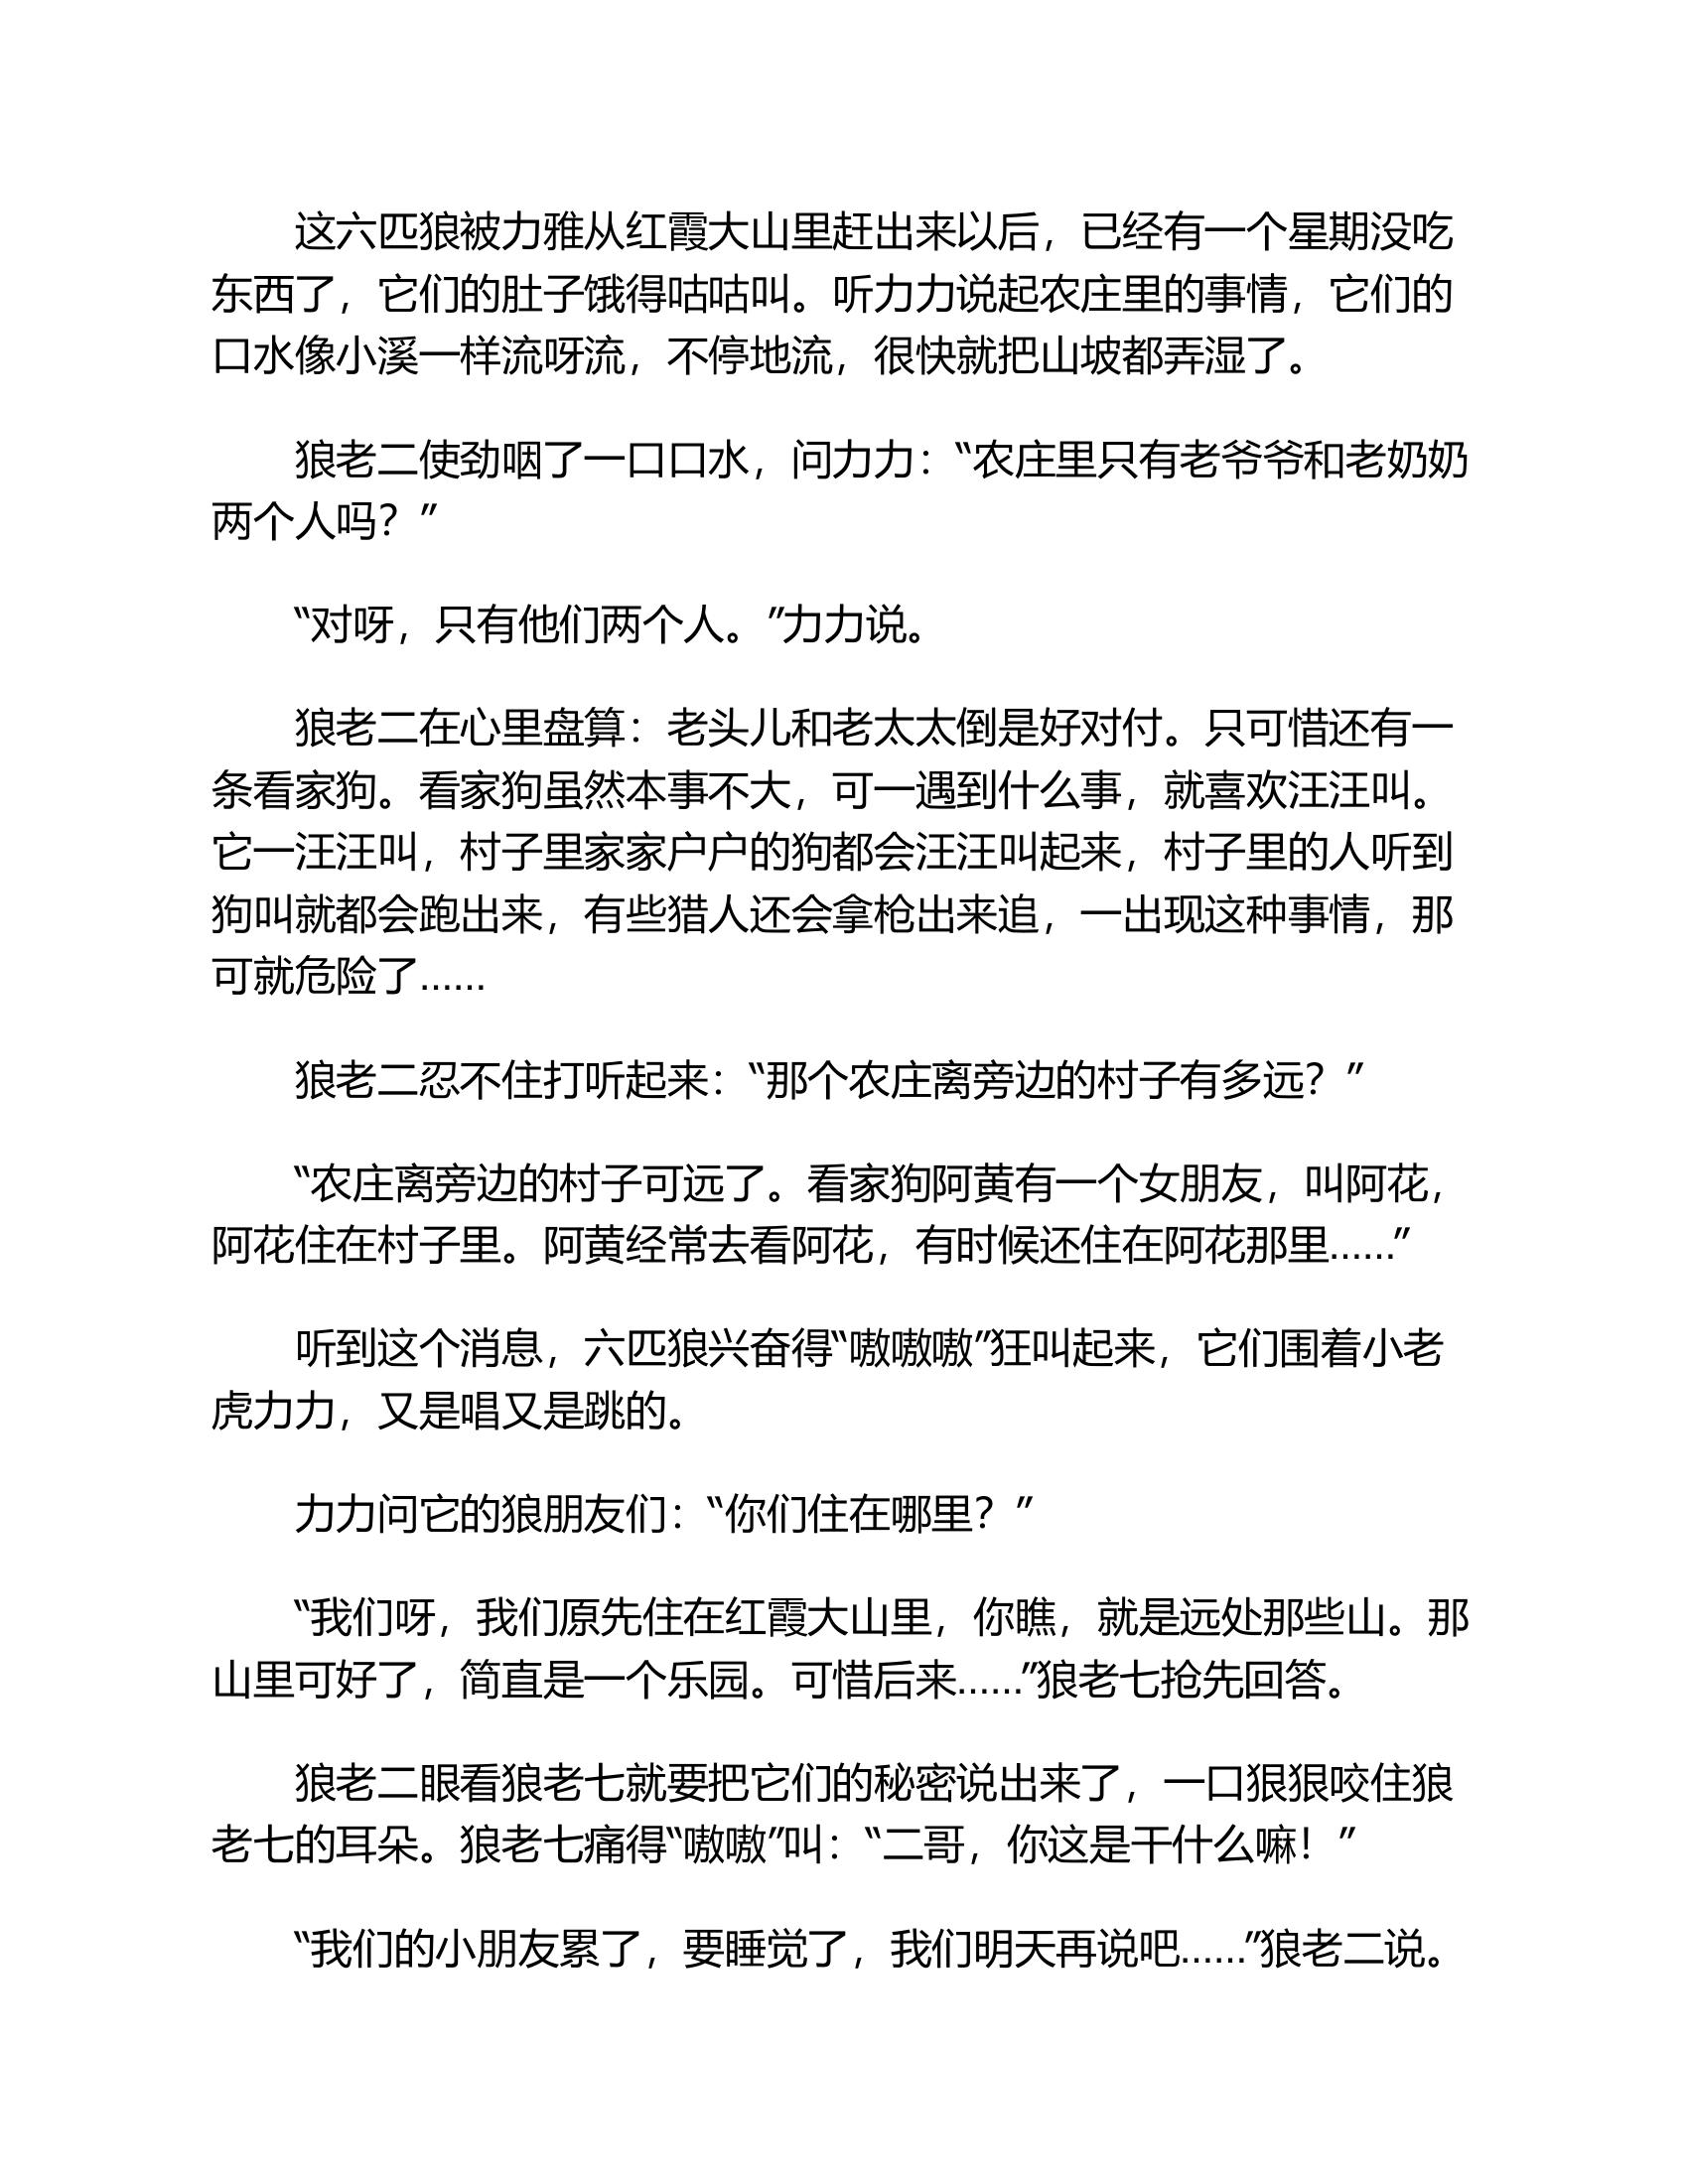 这六匹狼被力雅从红霞大山里赶出来以后，已经有一个星期没吃
东西了，它们的肚子饿得咕咕叫。听力力说起农庄里的事情，它们的
口水像小溪一样流呀流，不停地流，很快就把山坡都弄湿了。
狼老二使劲咽了一口口水，问力力：“农庄里只有老爷爷和老奶奶
两个人吗？”
“对呀，只有他们两个人。”力力说。
狼老二在心里盘算：老头儿和老太太倒是好对付。只可惜还有一
条看家狗。看家狗虽然本事不大，可一遇到什么事，就喜欢汪汪叫。
它一汪汪叫，村子里家家户户的狗都会汪汪叫起来，村子里的人听到
狗叫就都会跑出来，有些猎人还会拿枪出来追，一出现这种事情，那
可就危险了……
狼老二忍不住打听起来：“那个农庄离旁边的村子有多远？”
“农庄离旁边的村子可远了。看家狗阿黄有一个女朋友，叫阿花，
阿花住在村子里。阿黄经常去看阿花，有时候还住在阿花那里……”
听到这个消息，六匹狼兴奋得“嗷嗷嗷”狂叫起来，它们围着小老
虎力力，又是唱又是跳的。
力力问它的狼朋友们：“你们住在哪里？”
“我们呀，我们原先住在红霞大山里，你瞧，就是远处那些山。那
山里可好了，简直是一个乐园。可惜后来……”狼老七抢先回答。
狼老二眼看狼老七就要把它们的秘密说出来了，一口狠狠咬住狼
老七的耳朵。狼老七痛得“嗷嗷”叫：“二哥，你这是干什么嘛！”
“我们的小朋友累了，要睡觉了，我们明天再说吧……”狼老二说。